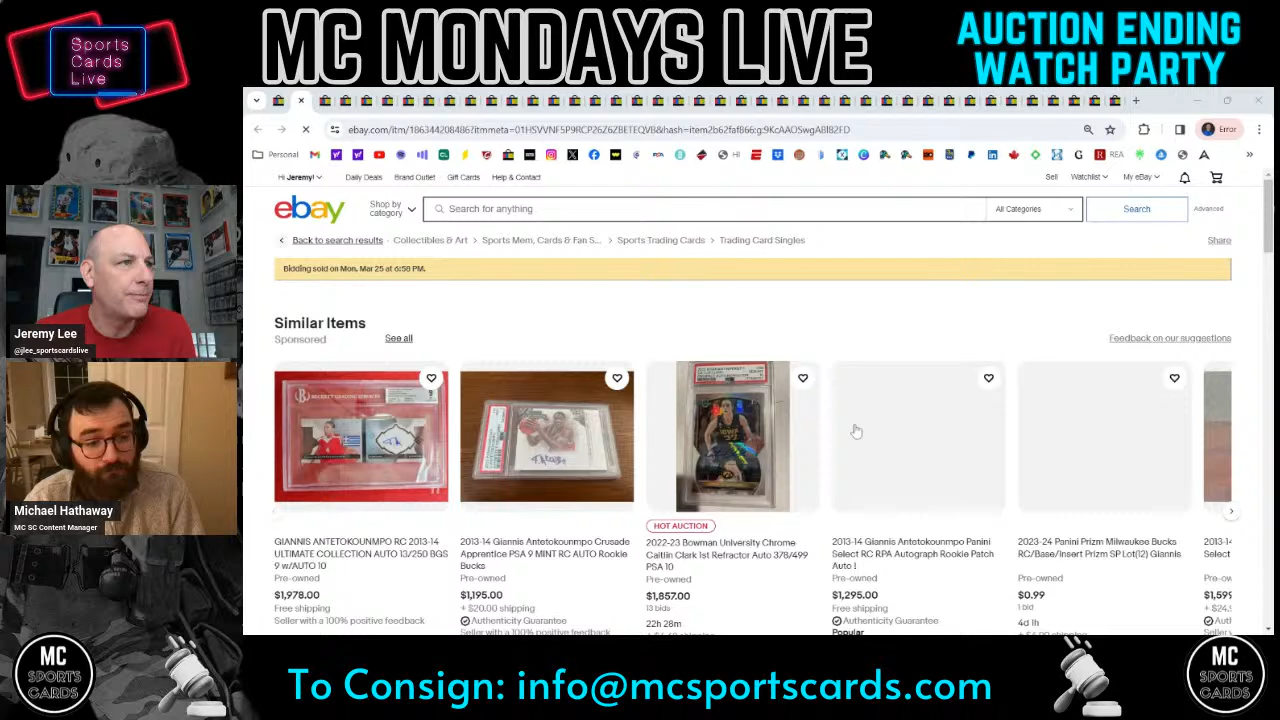 Sports
Cards
Live
MC MONDAYS LIVE
AUCTION ENDING
WATCH PARTY
Error
Personal
REA
Hi Jeremy!
Daily Deals
Brand Outlet
Gift Cards
Help & Contact
Sell
Watchlist
My eBay
ebay
Shop by
category
Search for anything
All Categories
Search
Advanced
Back to search results
Collectibles & Art
Sports Mem, Cards & Fan S...
Sports Trading Cards
Trading Card Singles
Share
Bidding sold on Mon, Mar 25 at 6:58 PM.
Similar Items
Sponsored
See all
Feedback on our suggestions
HOT AUCTION
GIANNIS ANTETOKOUNMPO RC 2013-14
ULTIMATE COLLECTION AUTO 13/250 BGS
9 w/AUTO 10
Pre-owned
$1,978.00
Free shipping
Seller with a 100% positive feedback
2013-14 Giannis Antetokounmpo Crusade
Apprentice PSA 9 MINT RC AUTO Rookie
Bucks
Pre-owned
$1,195.00
+ $20.00 shipping
Authenticity Guarantee
Seller with a 100% positive feedback
2022-23 Bowman University Chrome
Caitlin Clark 1st Refractor Auto 378/499
PSA 10
Pre-owned
$1,857.00
13 bids
22h 28m
2013-14 Giannis Antetokounmpo Panini
Select RC RPA Autograph Rookie Patch
Auto !
Pre-owned
$1,295.00
Free shipping
Authenticity Guarantee
Popular
2023-24 Panini Prizm Milwaukee Bucks
RC/Base/Insert Prizm SP Lot(12) Giannis
Pre-owned
$0.99
1 bid
4d 1h
2013-14
Select
Pre-ow
Jeremy Lee
@jlee_sportscardslive
Michael Hathaway
MC SC Content Manager
MC
SPORTS
CARDS
To Consign: info@mcsportscards.com
MC
SPORTS
CARDS